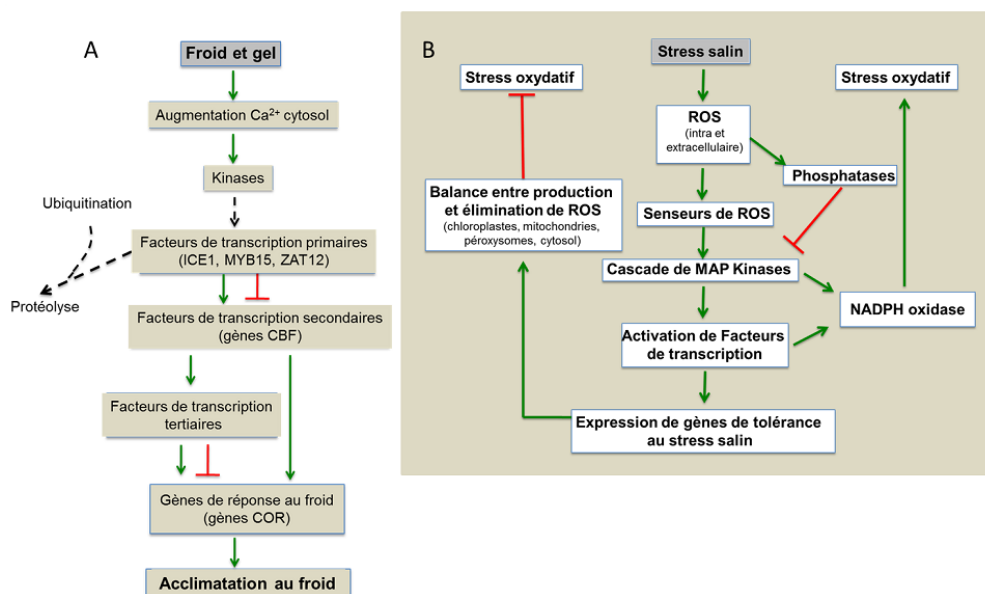 A
Froid et gel
Augmentation Ca²⁺ cytosol
Kinases
Ubiquitination
Facteurs de transcription primaires
(ICE1, MYB15, ZAT12)
Protéolyse
Facteurs de transcription secondaires
(gènes CBF)
Facteurs de transcription
tertiaires
Gènes de réponse au froid
(gènes COR)
Acclimatation au froid
B
Stress salin
Stress oxydatif
Stress oxydatif
ROS
(intra et
extracellulaire)
Phosphatases
Balance entre production
et élimination de ROS
(chloroplastes, mitochondries,
péroxysomes, cytosol)
Senseurs de ROS
Cascade de MAP Kinases
NADPH oxidase
Activation de Facteurs
de transcription
Expression de gènes de tolérance
au stress salin